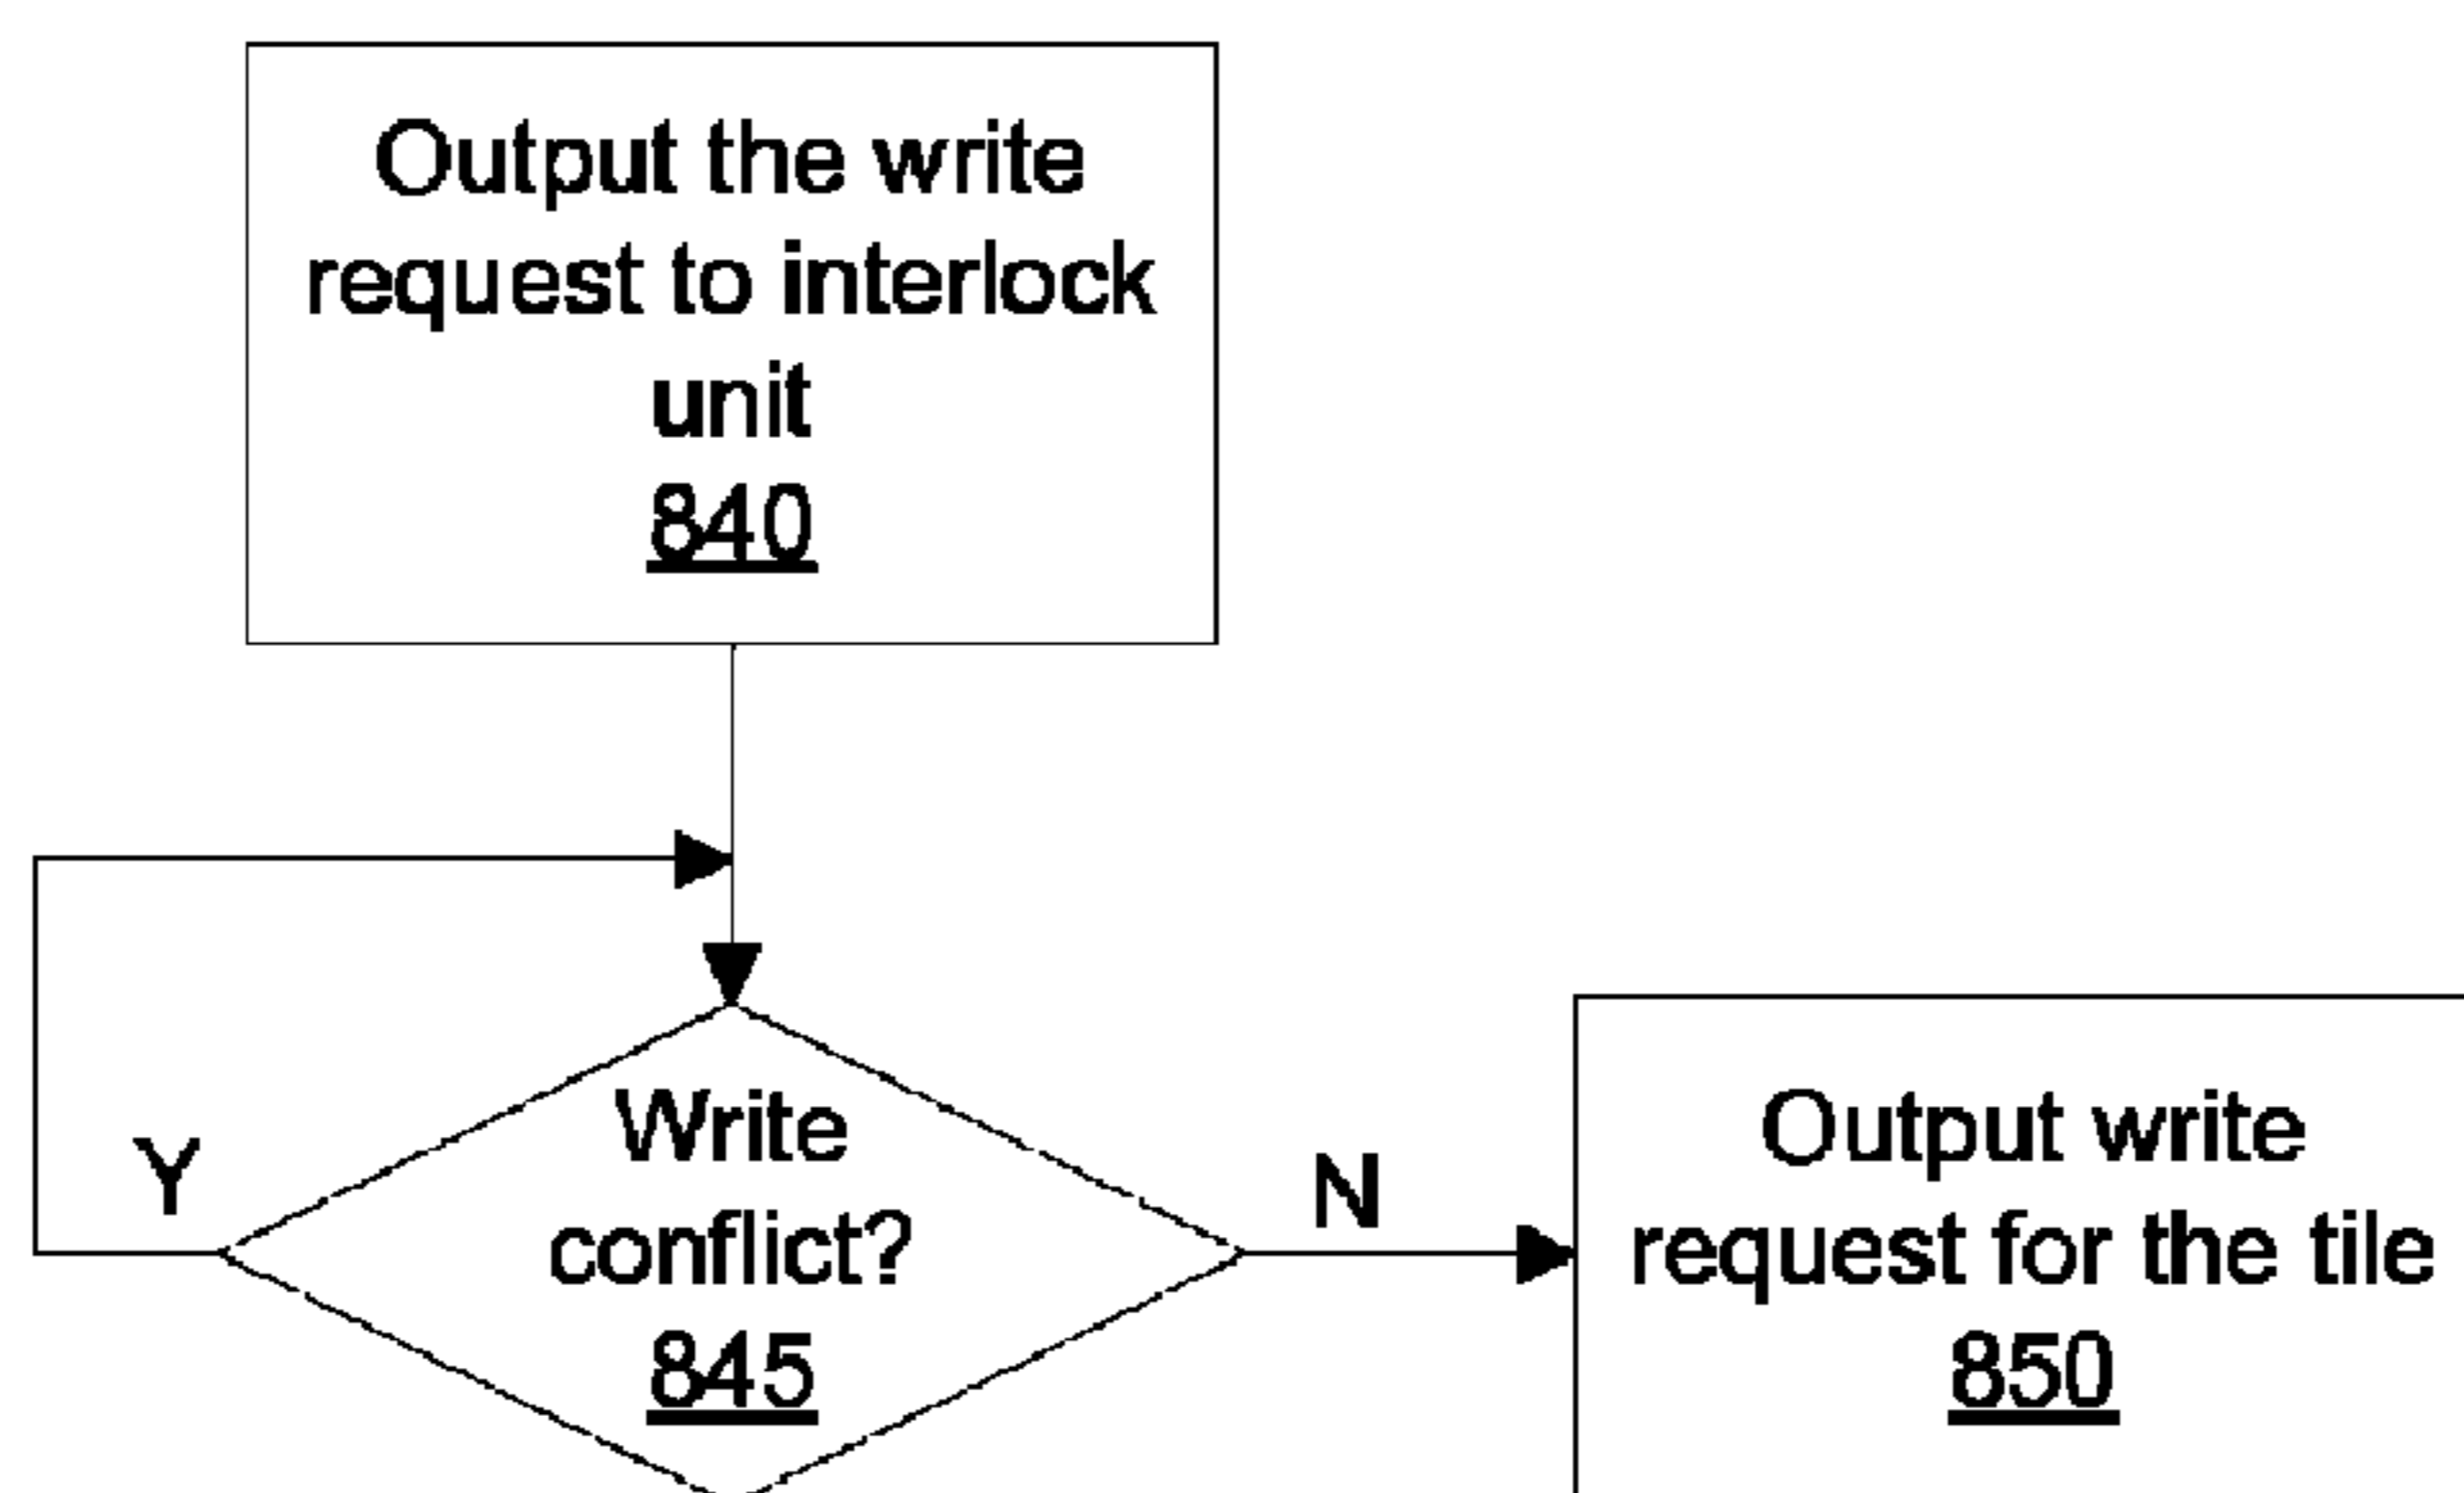 Output the write
request to interlock
unit
840
Y
Write
conflict?
845
N
Output write
request for the tile
850